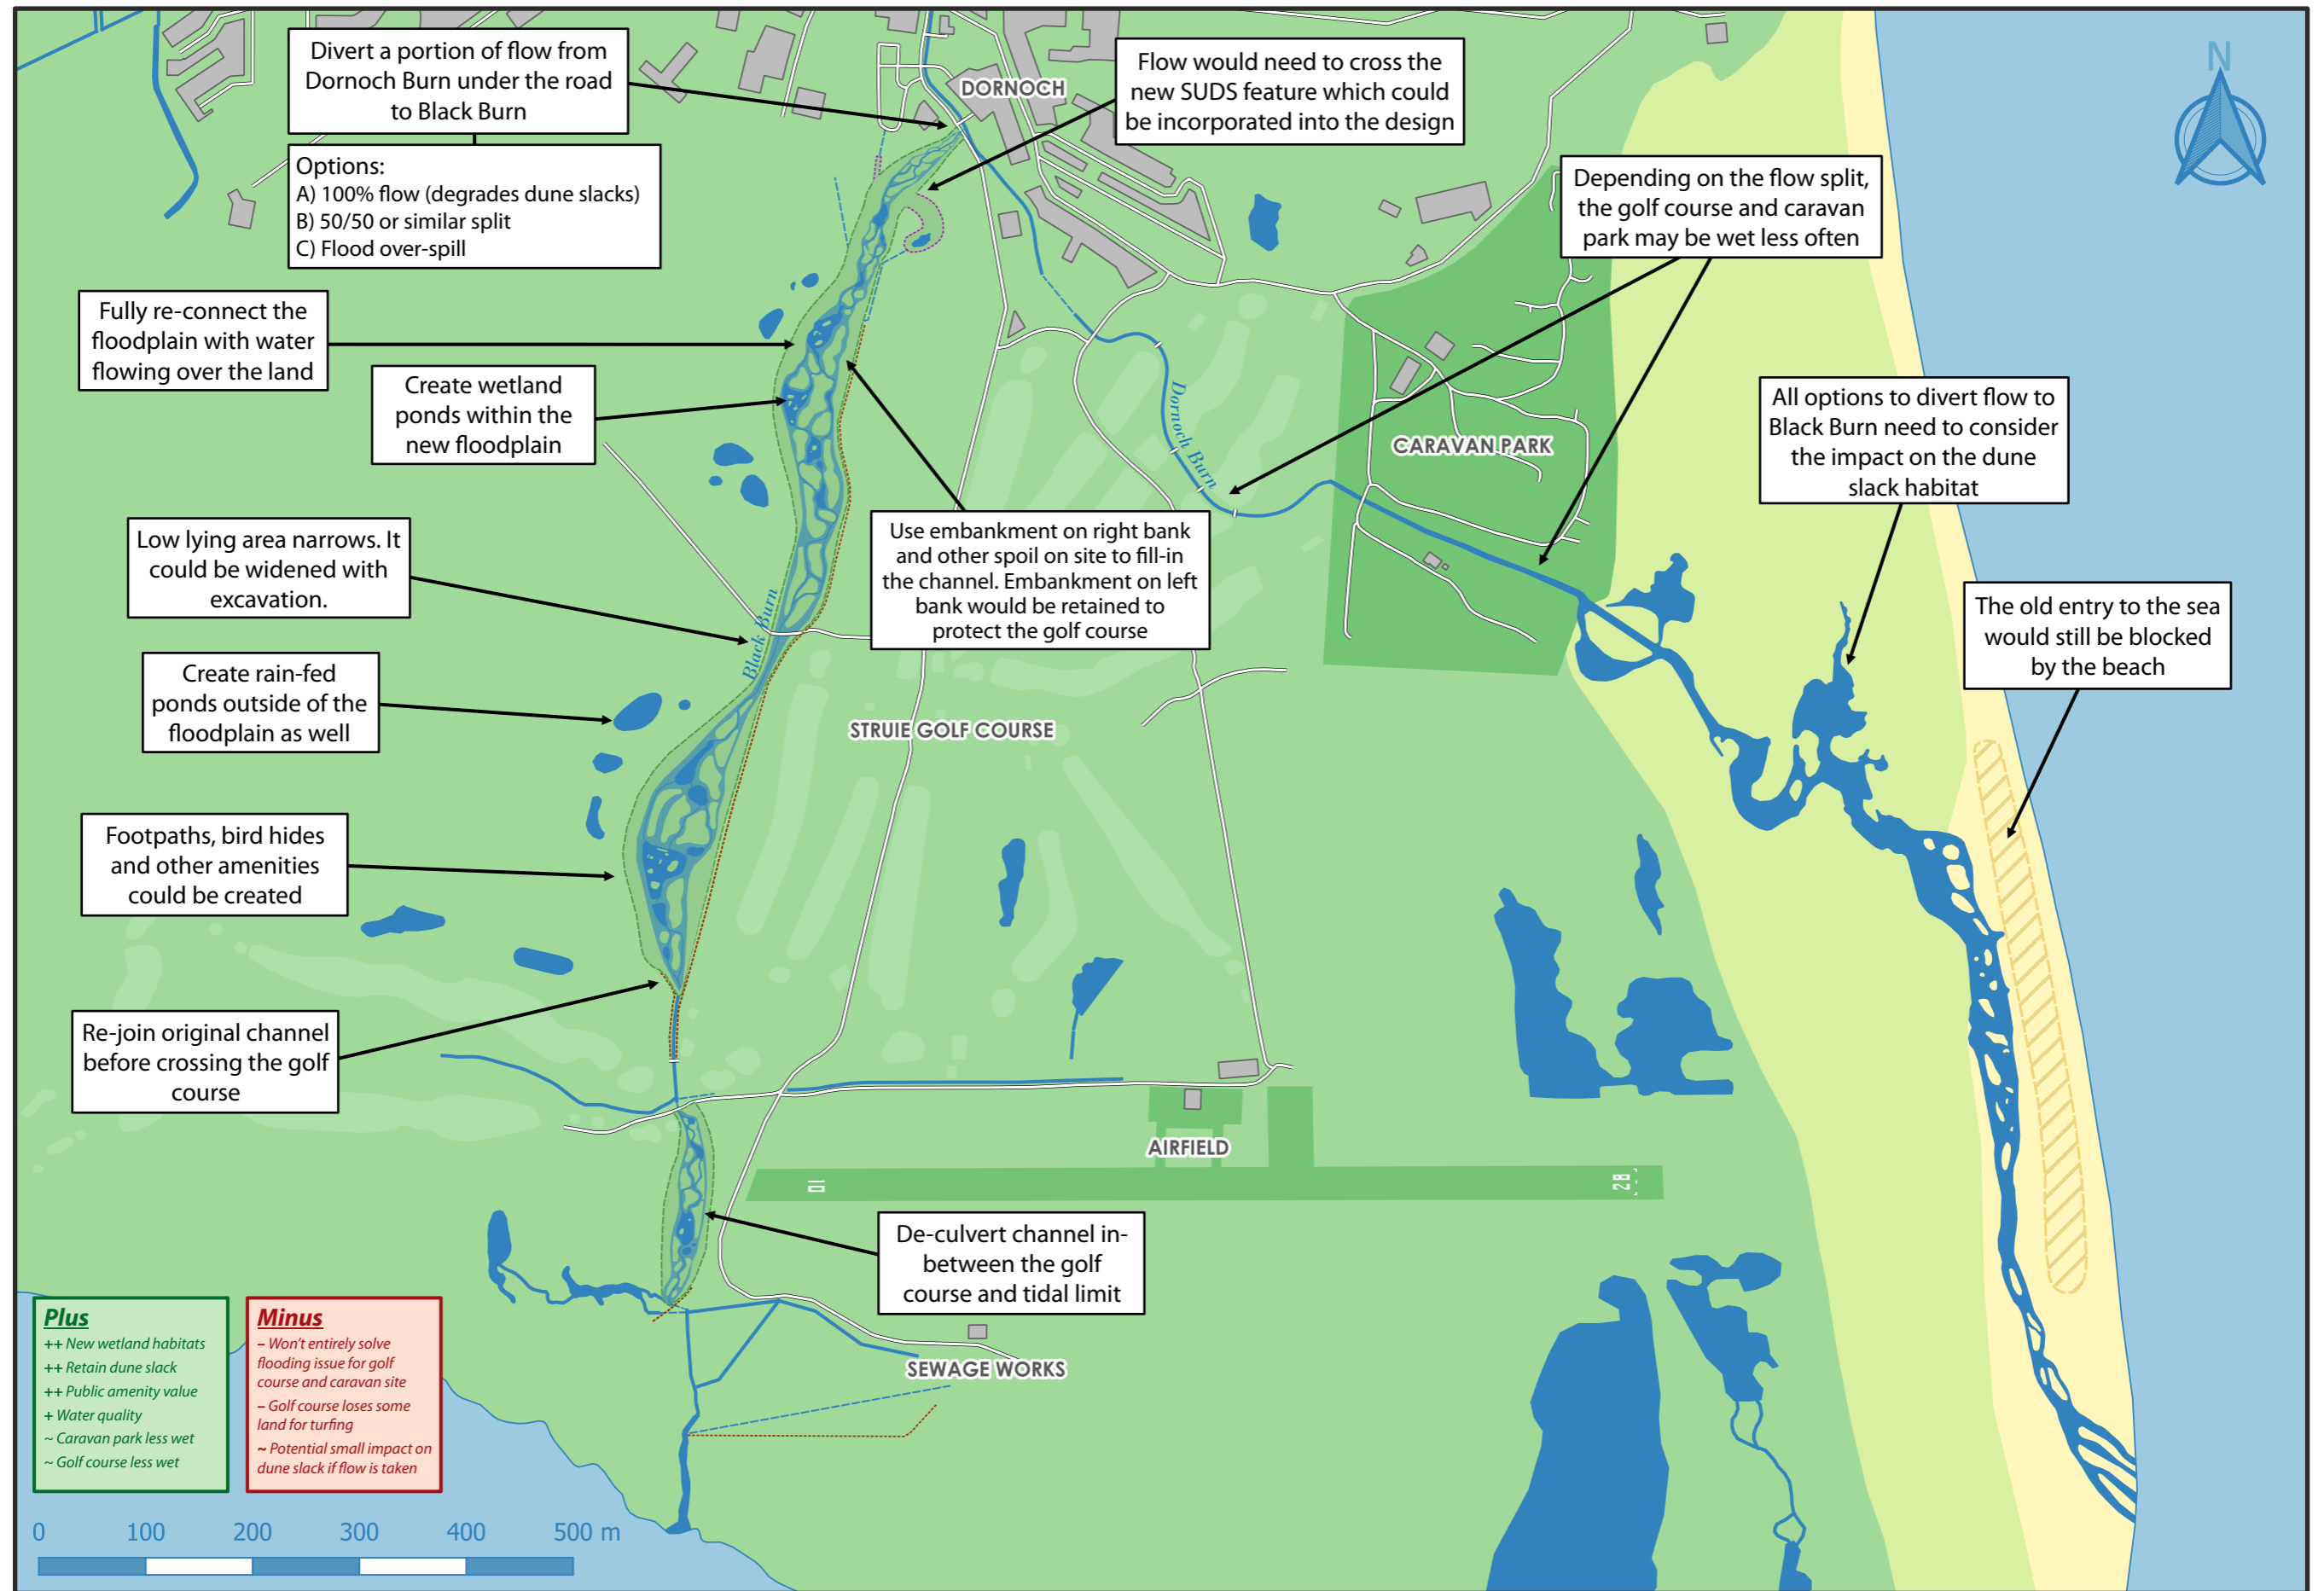 Divert a portion of flow from
Dornoch Burn under the road
to Black Burn
Options:
A) 100% flow (degrades dune slacks)
B) 50/50 or similar split
C) Flood over-spill
DORNOCH
Flow would need to cross the
new SUDS feature which could
be incorporated into the design
N
Depending on the flow split,
the golf course and caravan
park may be wet less often
Fully re-connect the
floodplain with water
flowing over the land
Create wetland
ponds within the
new floodplain
Dornoch Burn
CARAVAN PARK
All options to divert flow to
Black Burn need to consider
the impact on the dune
slack habitat
Low lying area narrows. It
could be widened with
excavation.
Use embankment on right bank
and other spoil on site to fill-in
the channel. Embankment on left
bank would be retained to
protect the golf course
Black Burn
The old entry to the sea
would still be blocked
by the beach
Create rain-fed
ponds outside of the
floodplain as well
STRUIE GOLF COURSE
Footpaths, bird hides
and other amenities
could be created
Re-join original channel
before crossing the golf
course
AIRFIELD
10
28
De-culvert channel in-
between the golf
course and tidal limit
SEWAGE WORKS
Plus
++ New wetland habitats
++ Retain dune slack
++ Public amenity value
+ Water quality
~ Caravan park less wet
~ Golf course less wet
Minus
– Won't entirely solve
flooding issue for golf
course and caravan site
– Golf course loses some
land for turfing
~ Potential small impact on
dune slack if flow is taken
0 100 200 300 400 500 m